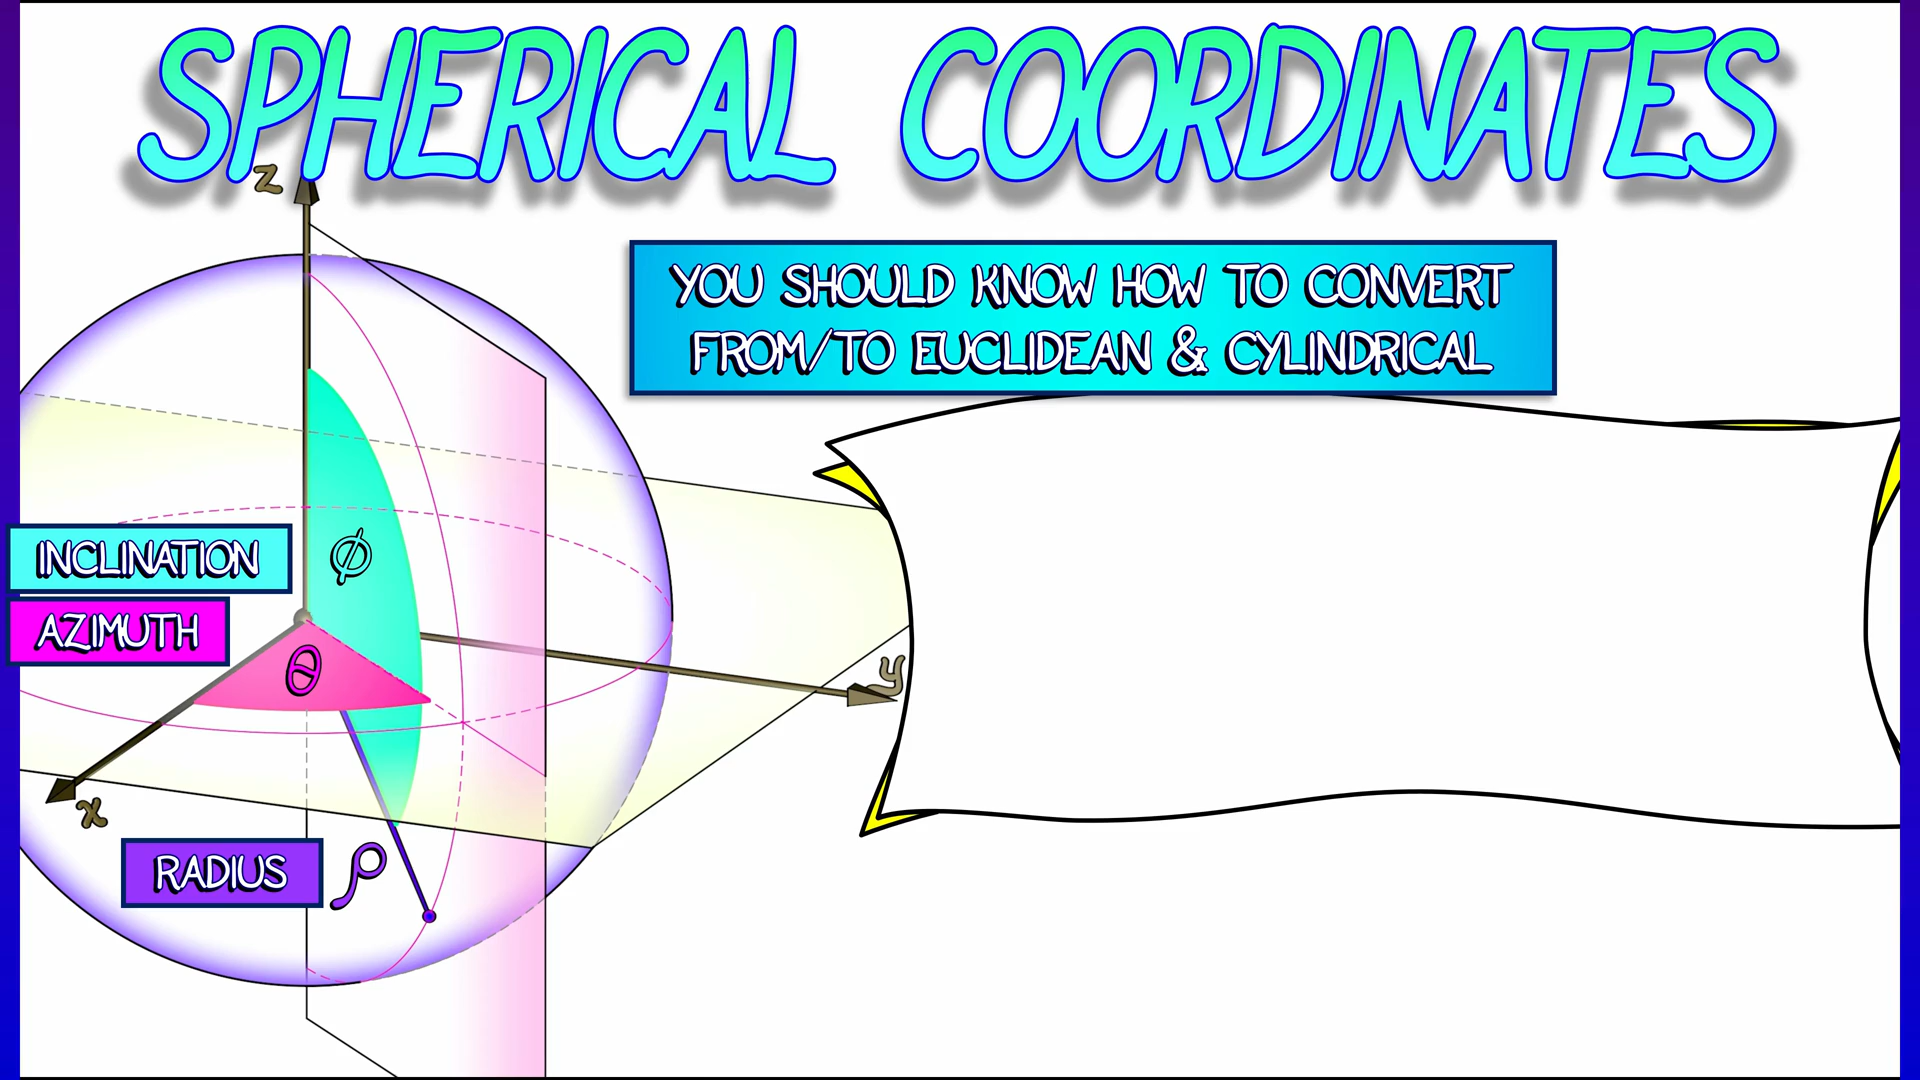 SPHERICAL COORDINATES
z
YOU SHOULD KNOW HOW TO CONVERT
FROM/TO EUCLIDEAN & CYLINDRICAL
INCLINATION
ϕ
AZIMUTH
θ
y
x
RADIUS
ρ